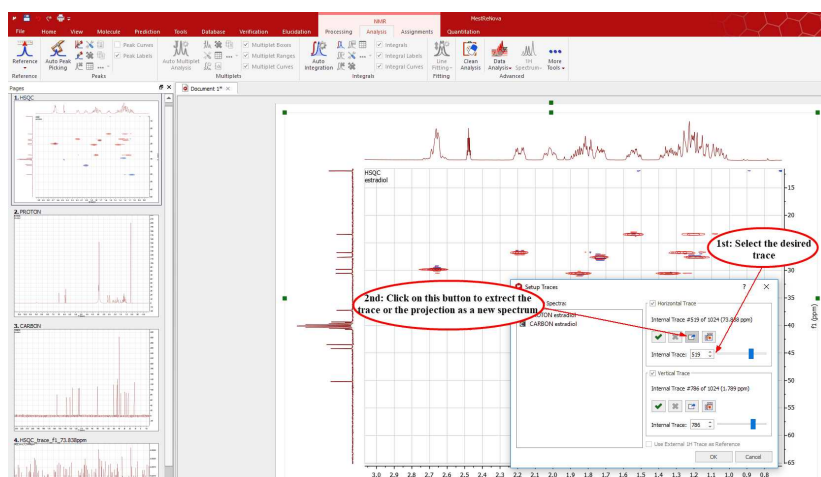 NMR
MestReNova
File Home View Molecule Prediction Tools Database Verification Elucidation Processing Analysis Assignments Quantitation
Reference
Auto Peak Picking
Peak Curves
Peak Labels
Auto Multiplet Analysis
Multiplet Boxes
Multiplet Ranges
Multiplet Curves
Auto Integration
Integrals
Integral Labels
Integral Curves
Line Fitting
Clean Analysis
Data Analysis
1H Spectrum
More Tools
Reference Peaks Multiplets Integrals Fitting Advanced
Pages
Document 1*
1. HSQC
2. PROTON
3. CARBON
4. HSQC_trace_f1_73.838ppm
HSQC
estradiol
1st: Select the desired
trace
2nd: Click on this button to extrect the
trace or the projection as a new spectrum
Setup Traces
Spectra:
PROTON estradiol
CARBON estradiol
Horizontal Trace
Internal Trace #519 of 1024 (73.838 ppm)
Internal Trace: 519
Vertical Trace
Internal Trace #786 of 1024 (1.789 ppm)
Internal Trace: 786
Use External 1H Trace as Reference
OK Cancel
15
20
30
35
40
45
50
55
60
65
f1 (ppm)
3.0 2.9 2.8 2.7 2.6 2.5 2.4 2.3 2.2 2.1 2.0 1.9 1.8 1.7 1.6 1.5 1.4 1.3 1.2 1.1 1.0 0.9 0.8